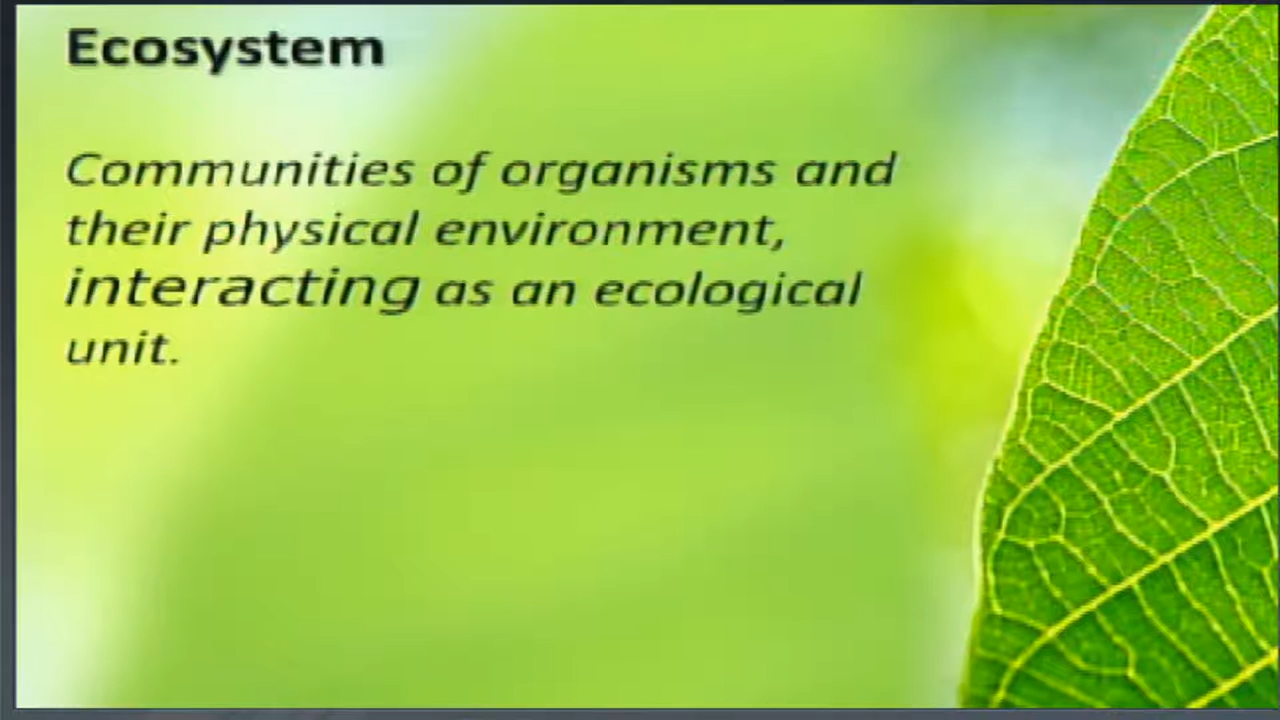 Ecosystem
Communities of organisms and
their physical environment,
interacting as an ecological
unit.